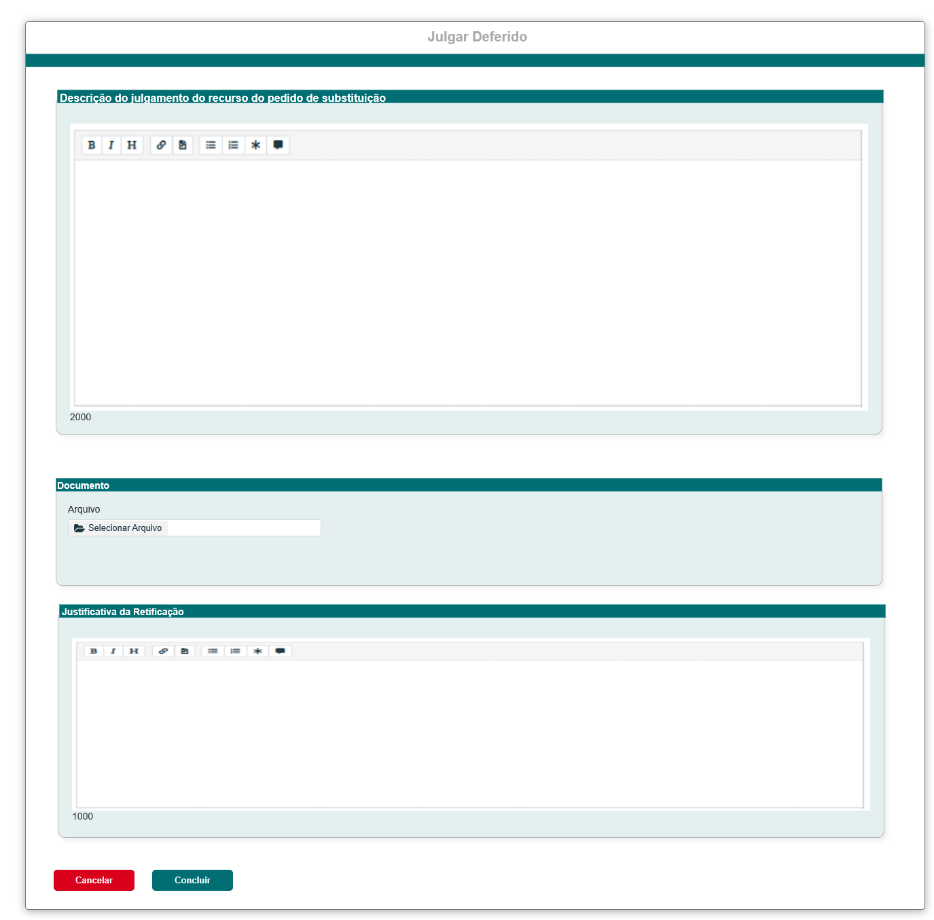 Julgar Deferido
Descrição do julgamento do recurso do pedido de substituição
B I H
2000
Documento
Arquivo
Selecionar Arquivo
Justificativa da Retificação
B I H
1000
Cancelar Concluir